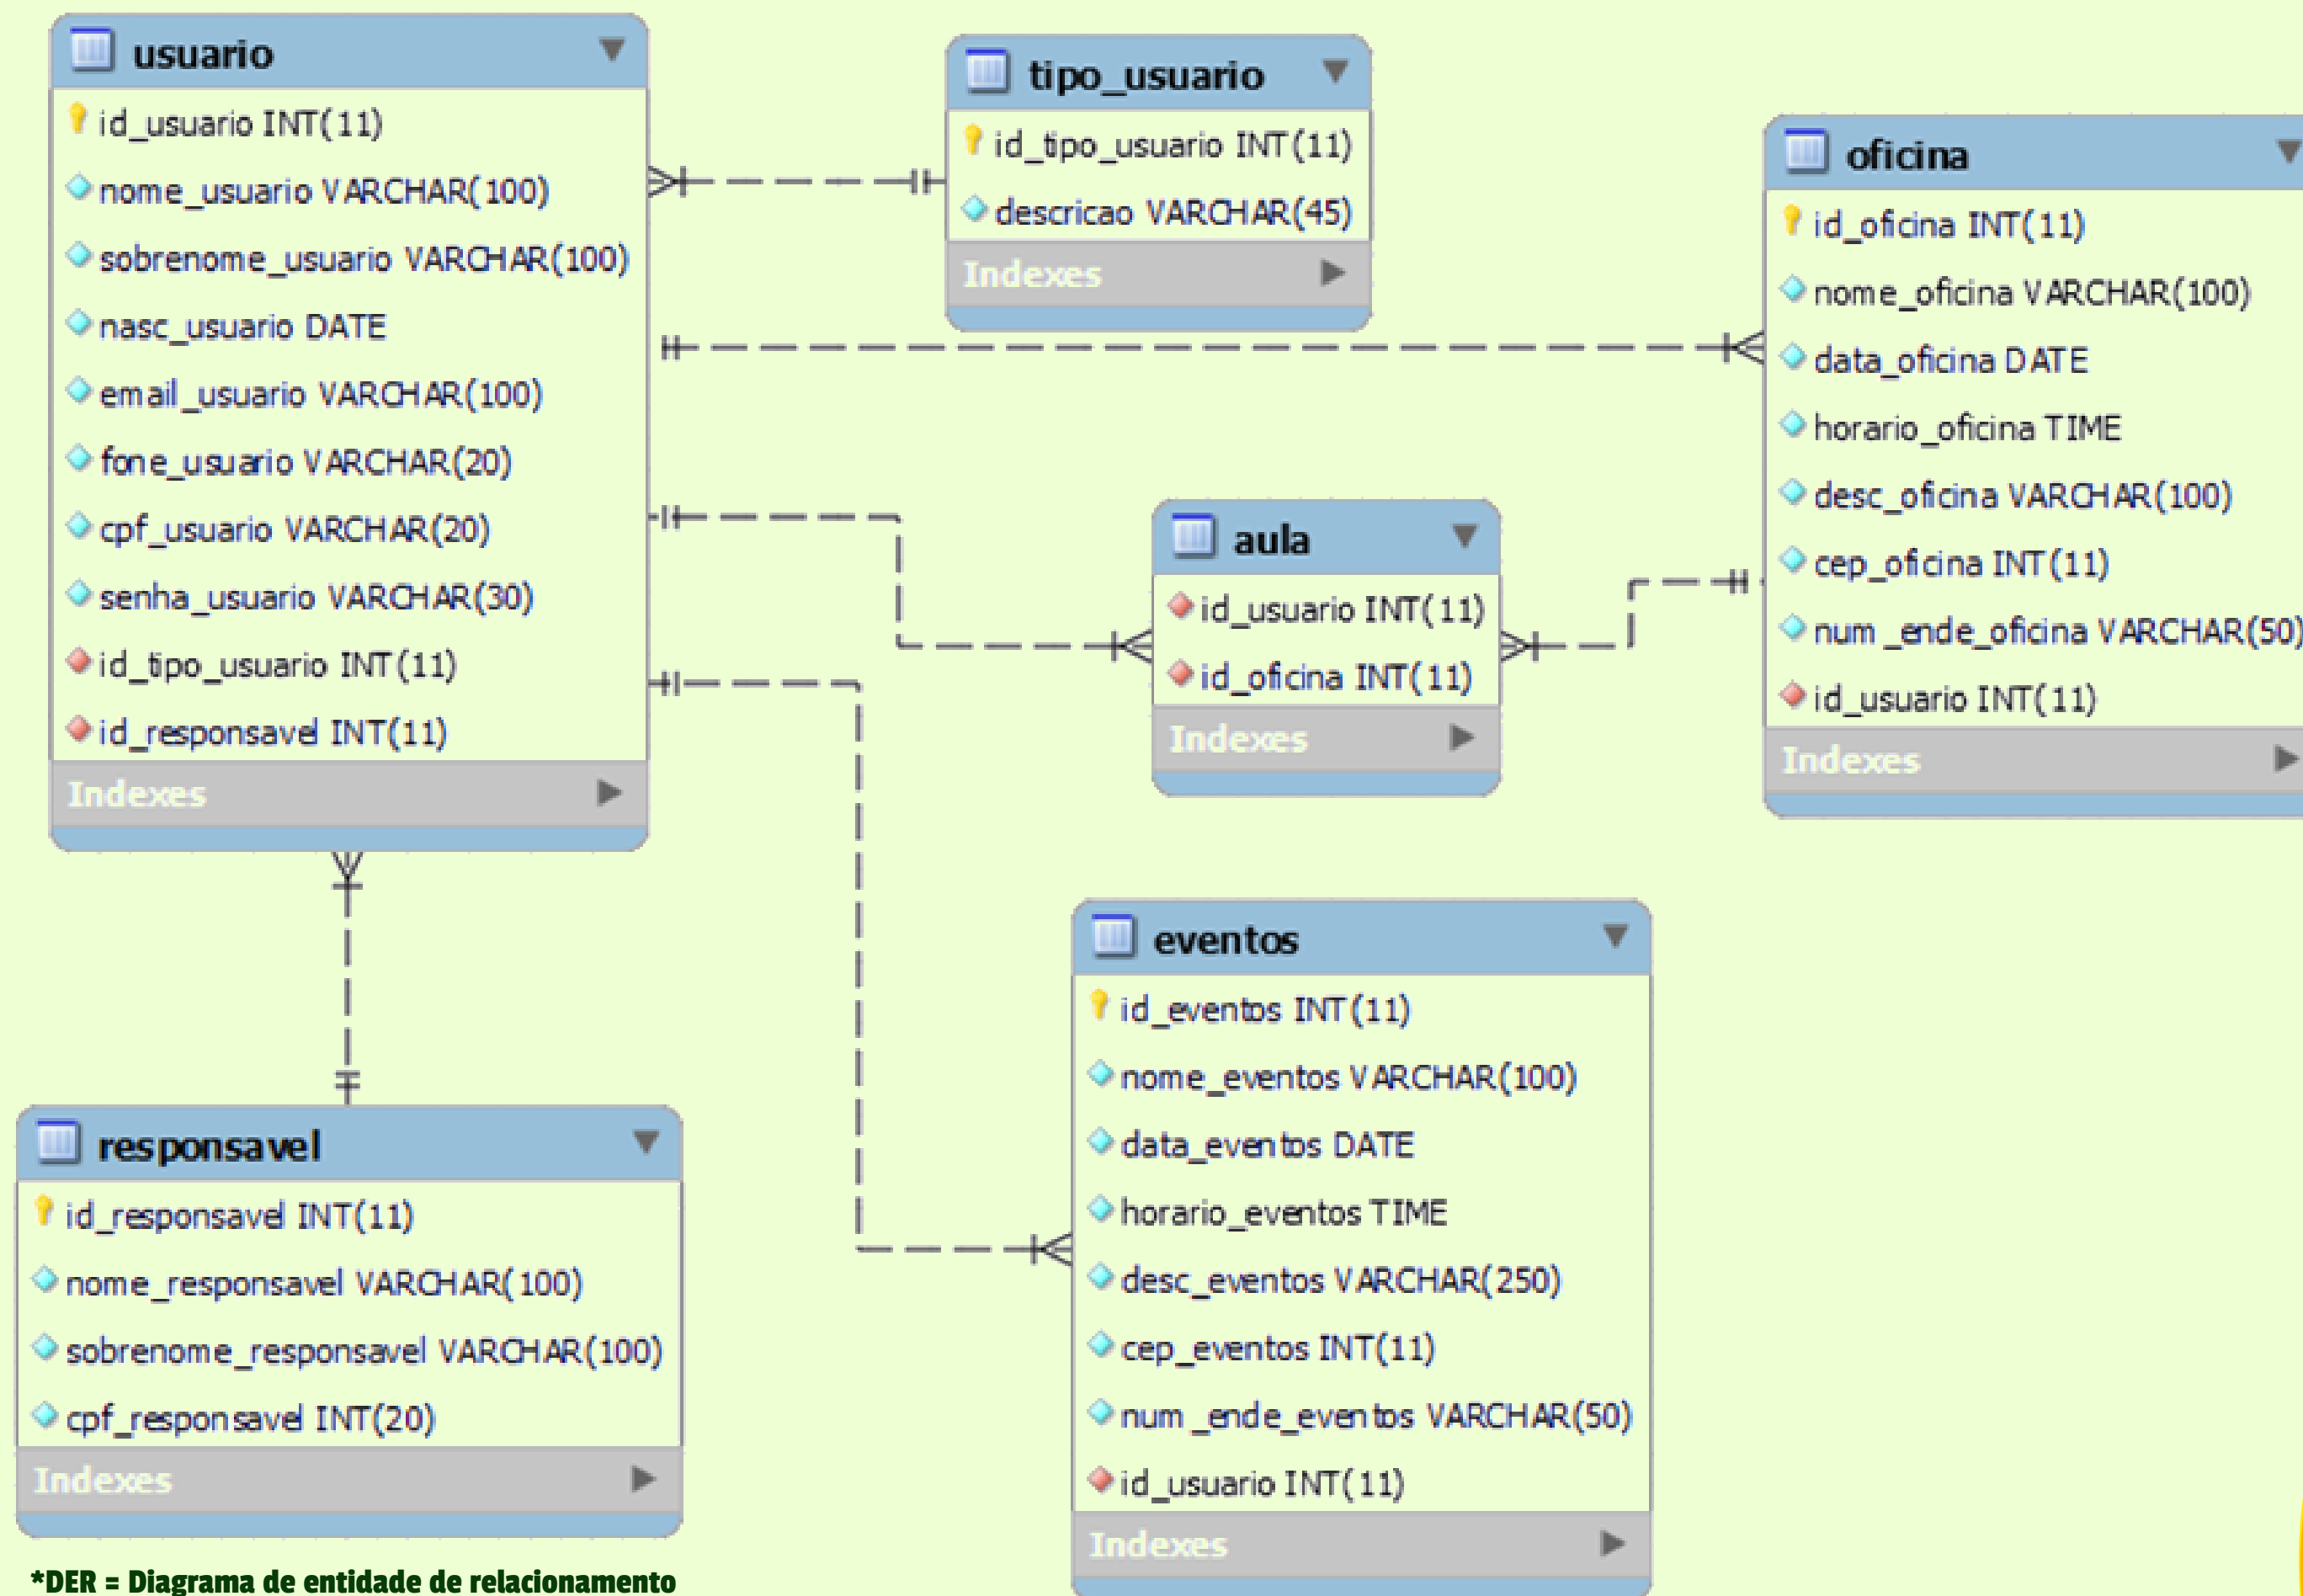 usuario
id_usuario INT(11)
nome_usuario VARCHAR(100)
sobrenome_usuario VARCHAR(100)
nasc_usuario DATE
email_usuario VARCHAR(100)
fone_usuario VARCHAR(20)
cpf_usuario VARCHAR(20)
senha_usuario VARCHAR(30)
id_tipo_usuario INT(11)
id_responsavel INT(11)
Indexes
tipo_usuario
id_tipo_usuario INT(11)
descricao VARCHAR(45)
Indexes
oficina
id_oficina INT(11)
nome_oficina VARCHAR(100)
data_oficina DATE
horario_oficina TIME
desc_oficina VARCHAR(100)
cep_oficina INT(11)
num_ende_oficina VARCHAR(50)
id_usuario INT(11)
Indexes
aula
id_usuario INT(11)
id_oficina INT(11)
Indexes
responsavel
id_responsavel INT(11)
nome_responsavel VARCHAR(100)
sobrenome_responsavel VARCHAR(100)
cpf_responsavel INT(20)
Indexes
eventos
id_eventos INT(11)
nome_eventos VARCHAR(100)
data_eventos DATE
horario_eventos TIME
desc_eventos VARCHAR(250)
cep_eventos INT(11)
num_ende_eventos VARCHAR(50)
id_usuario INT(11)
Indexes
*DER = Diagrama de entidade de relacionamento